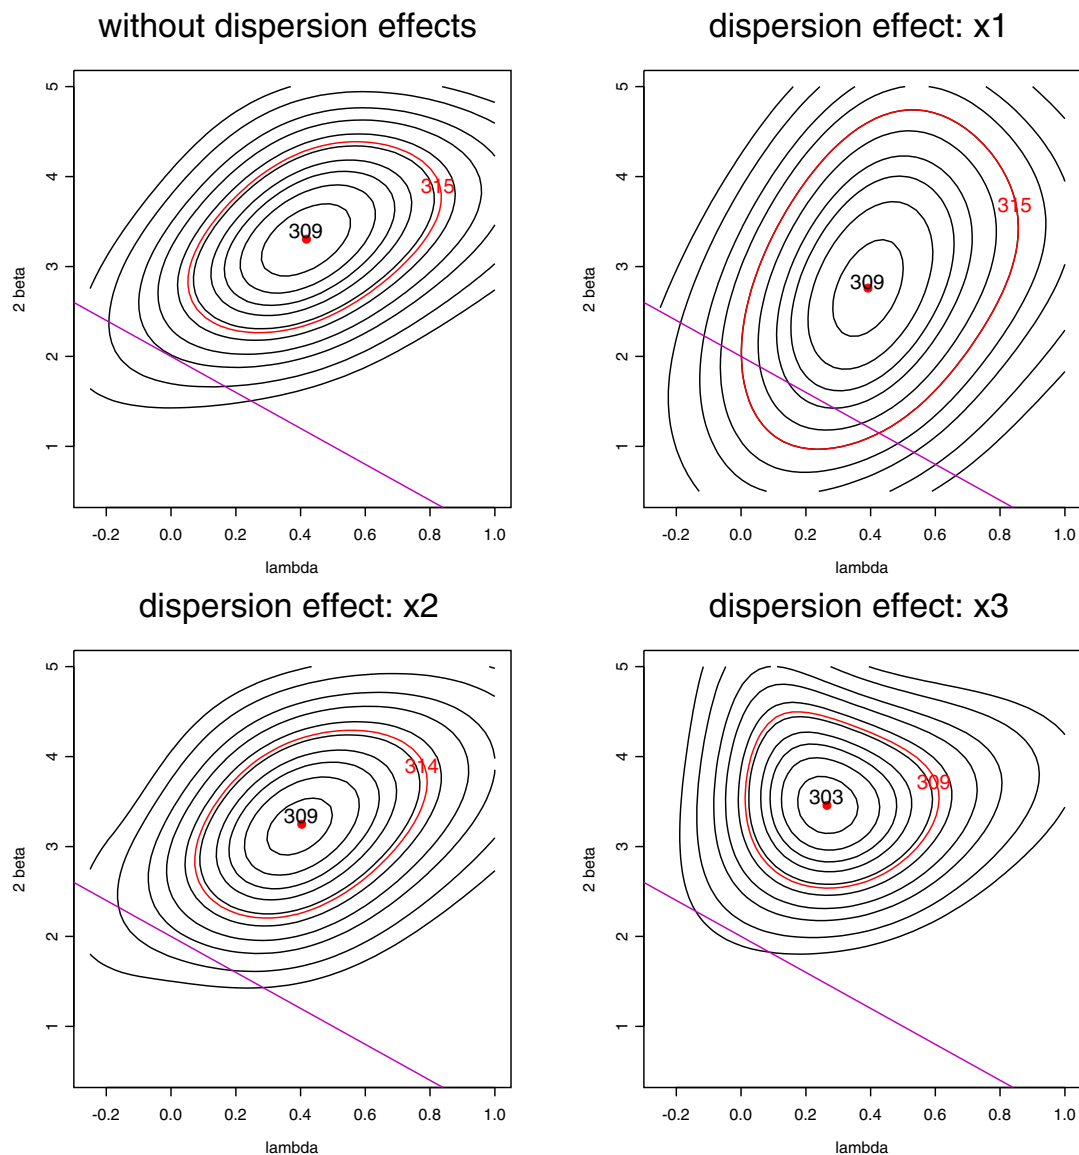 without dispersion effects
5
4
3
2
1
2 beta
315
309
-0.2 0.0 0.2 0.4 0.6 0.8 1.0
lambda
dispersion effect: x1
5
4
3
2
1
2 beta
315
309
-0.2 0.0 0.2 0.4 0.6 0.8 1.0
lambda
dispersion effect: x2
5
4
3
2
1
2 beta
314
309
-0.2 0.0 0.2 0.4 0.6 0.8 1.0
lambda
dispersion effect: x3
5
4
3
2
1
2 beta
309
303
-0.2 0.0 0.2 0.4 0.6 0.8 1.0
lambda